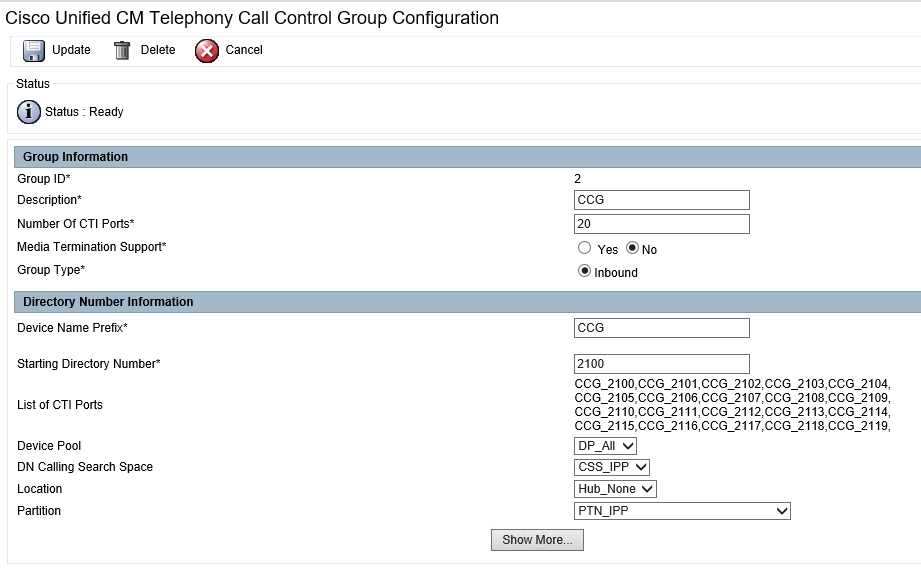 Cisco Unified CM Telephony Call Control Group Configuration
Update Delete Cancel
Status
Status : Ready
Group Information
Group ID* 2
Description* CCG
Number Of CTI Ports* 20
Media Termination Support* Yes No
Group Type* Inbound
Directory Number Information
Device Name Prefix* CCG
Starting Directory Number* 2100
List of CTI Ports
CCG_2100,CCG_2101,CCG_2102,CCG_2103,CCG_2104,
CCG_2105,CCG_2106,CCG_2107,CCG_2108,CCG_2109,
CCG_2110,CCG_2111,CCG_2112,CCG_2113,CCG_2114,
CCG_2115,CCG_2116,CCG_2117,CCG_2118,CCG_2119,
Device Pool DP_All
DN Calling Search Space CSS_IPP
Location Hub_None
Partition PTN_IPP
Show More...